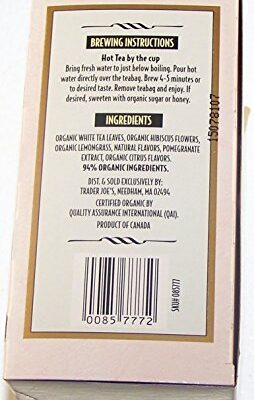 BREWING INSTRUCTIONS
Hot Tea by the cup
Bring fresh water to just below boiling. Pour hot
water directly over the teabag. Brew 4-5 minutes or
to desired taste. Remove teabag and enjoy. If
desired, sweeten with organic sugar or honey.
INGREDIENTS
ORGANIC WHITE TEA LEAVES, ORGANIC HIBISCUS FLOWERS,
ORGANIC LEMONGRASS, NATURAL FLAVORS, POMEGRANATE
EXTRACT, ORGANIC CITRUS FLAVORS.
94% ORGANIC INGREDIENTS.
DIST. & SOLD EXCLUSIVELY BY:
TRADER JOE'S, NEEDHAM, MA 02494
CERTIFIED ORGANIC BY
QUALITY ASSURANCE INTERNATIONAL (QAI).
PRODUCT OF CANADA
0085 7772
SKU# 085777
15078107